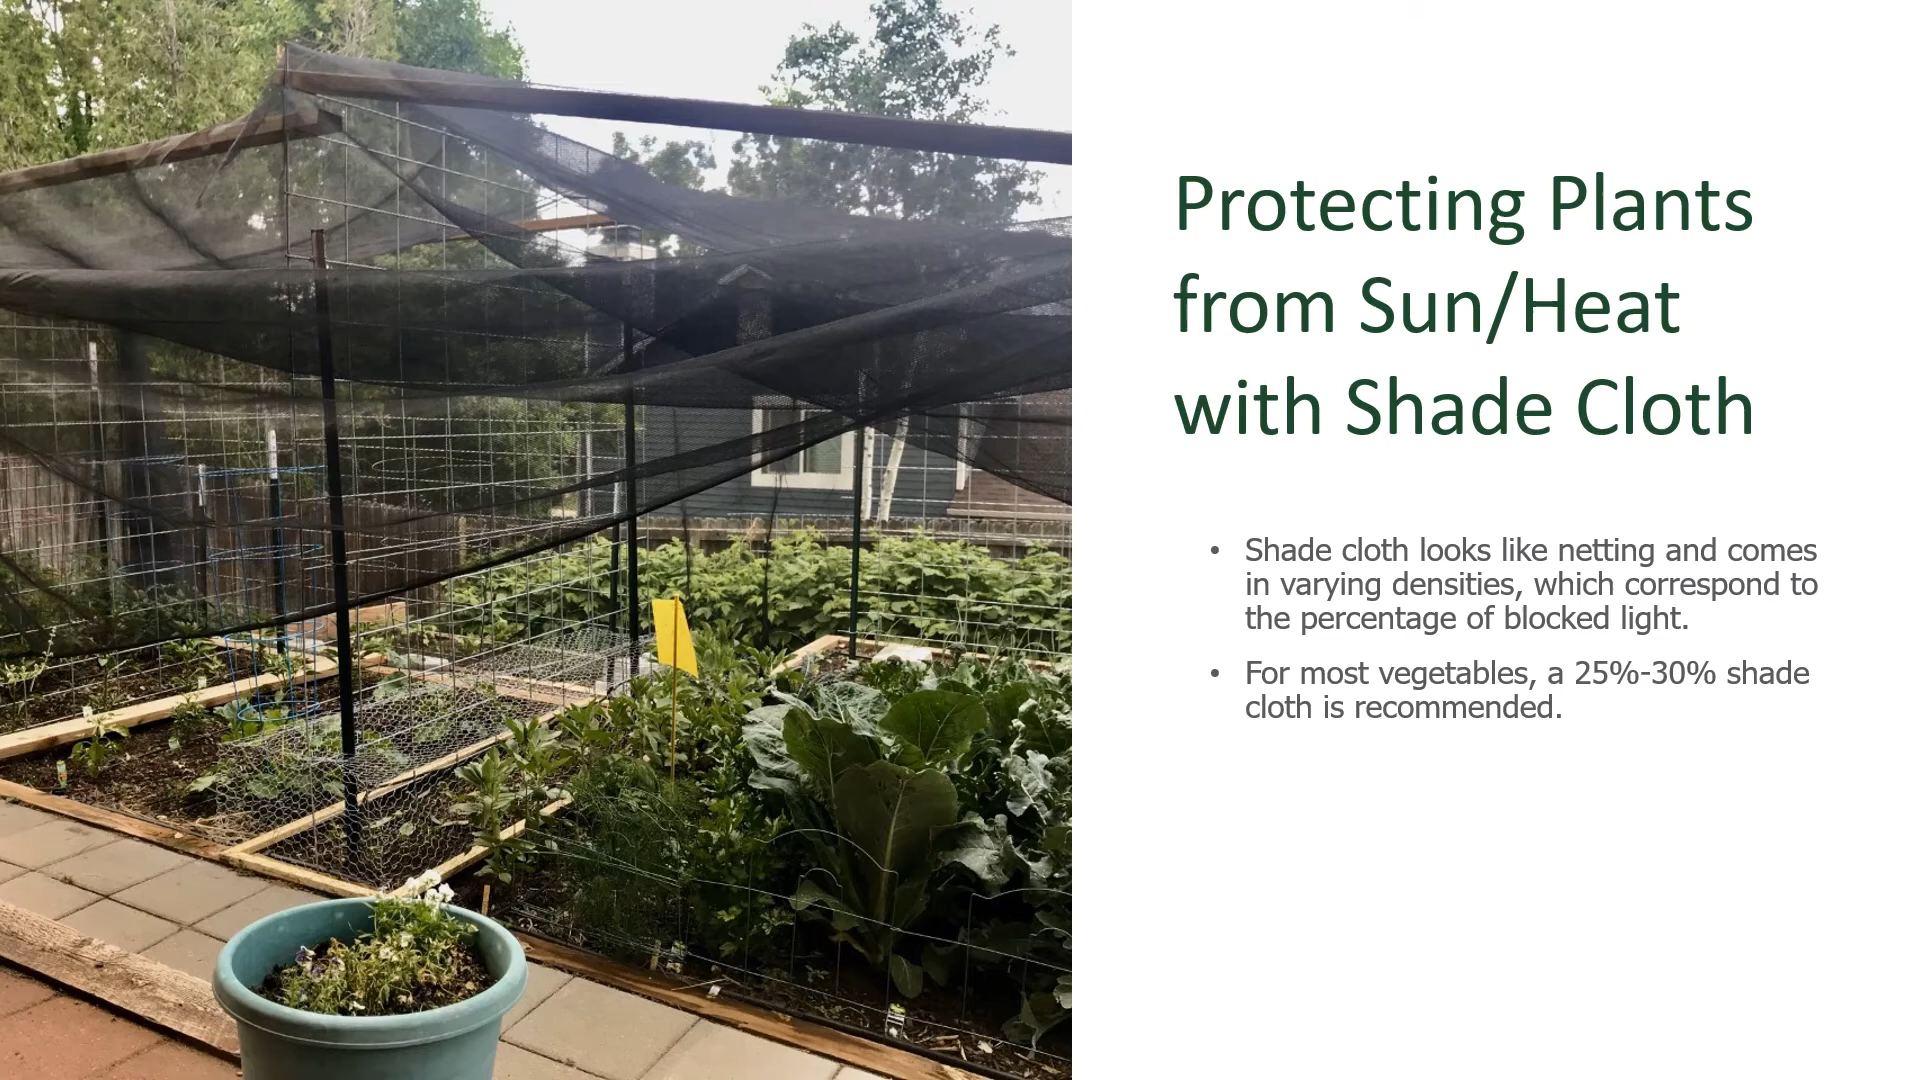 Protecting Plants
from Sun/Heat
with Shade Cloth
• Shade cloth looks like netting and comes
in varying densities, which correspond to
the percentage of blocked light.
• For most vegetables, a 25%-30% shade
cloth is recommended.